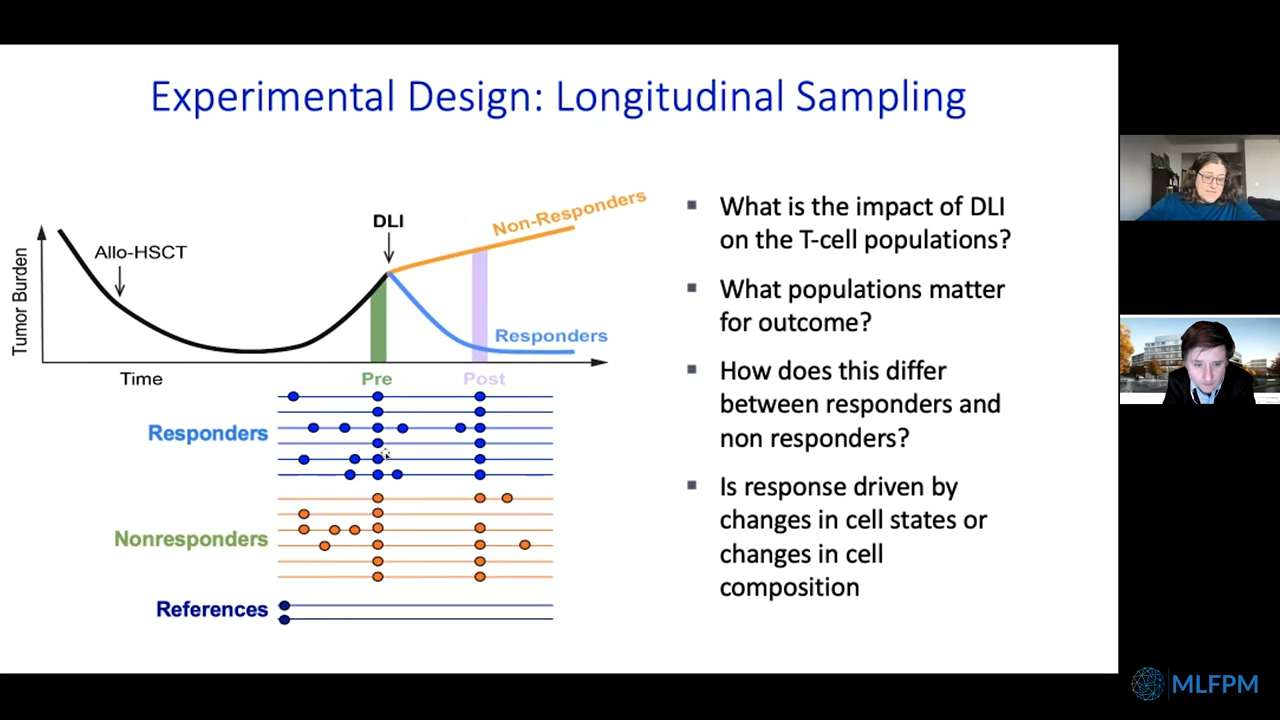 Experimental Design: Longitudinal Sampling
Tumor Burden
Allo-HSCT
DLI
Non-Responders
Responders
Time
Pre
Post
Responders
Nonresponders
References
What is the impact of DLI
on the T-cell populations?
What populations matter
for outcome?
How does this differ
between responders and
non responders?
Is response driven by
changes in cell states or
changes in cell
composition
MLFPM